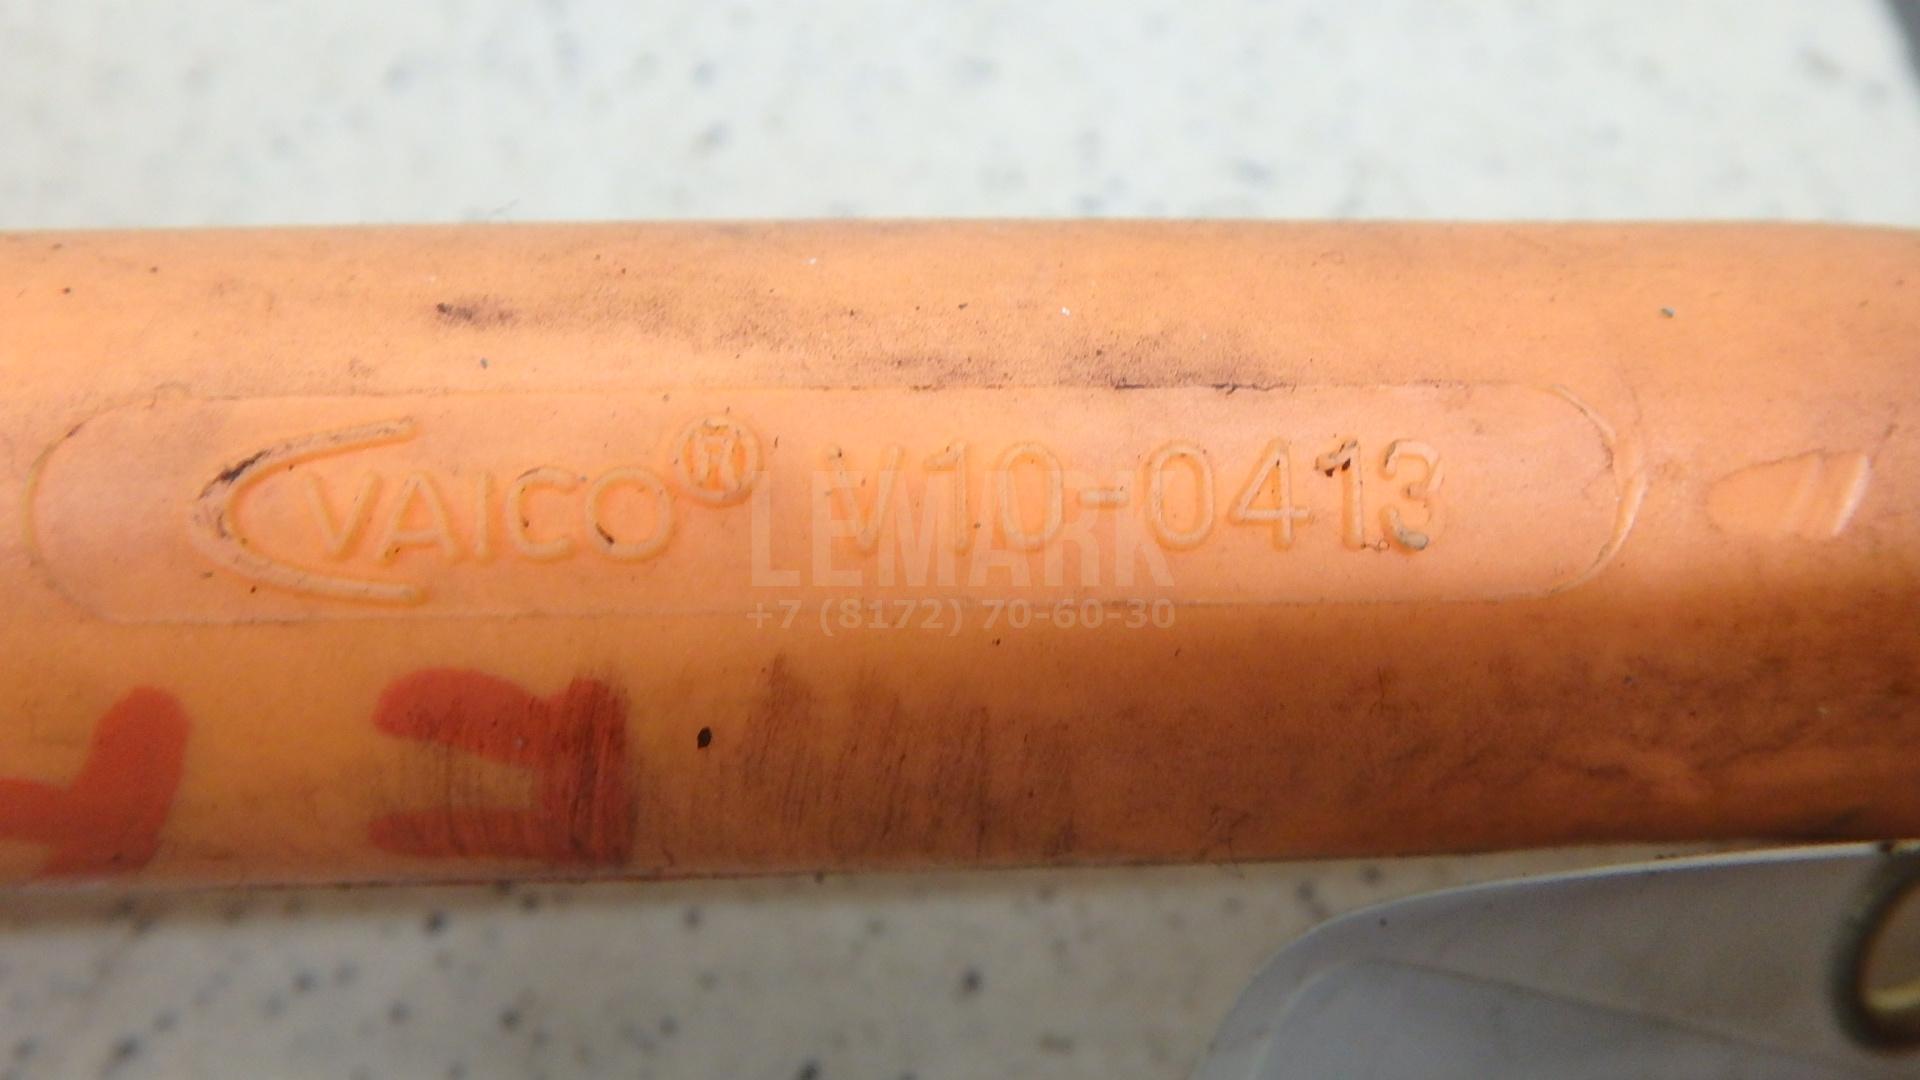 VAICO® V10-0413
LEMARK
+7 (8172) 70-60-30